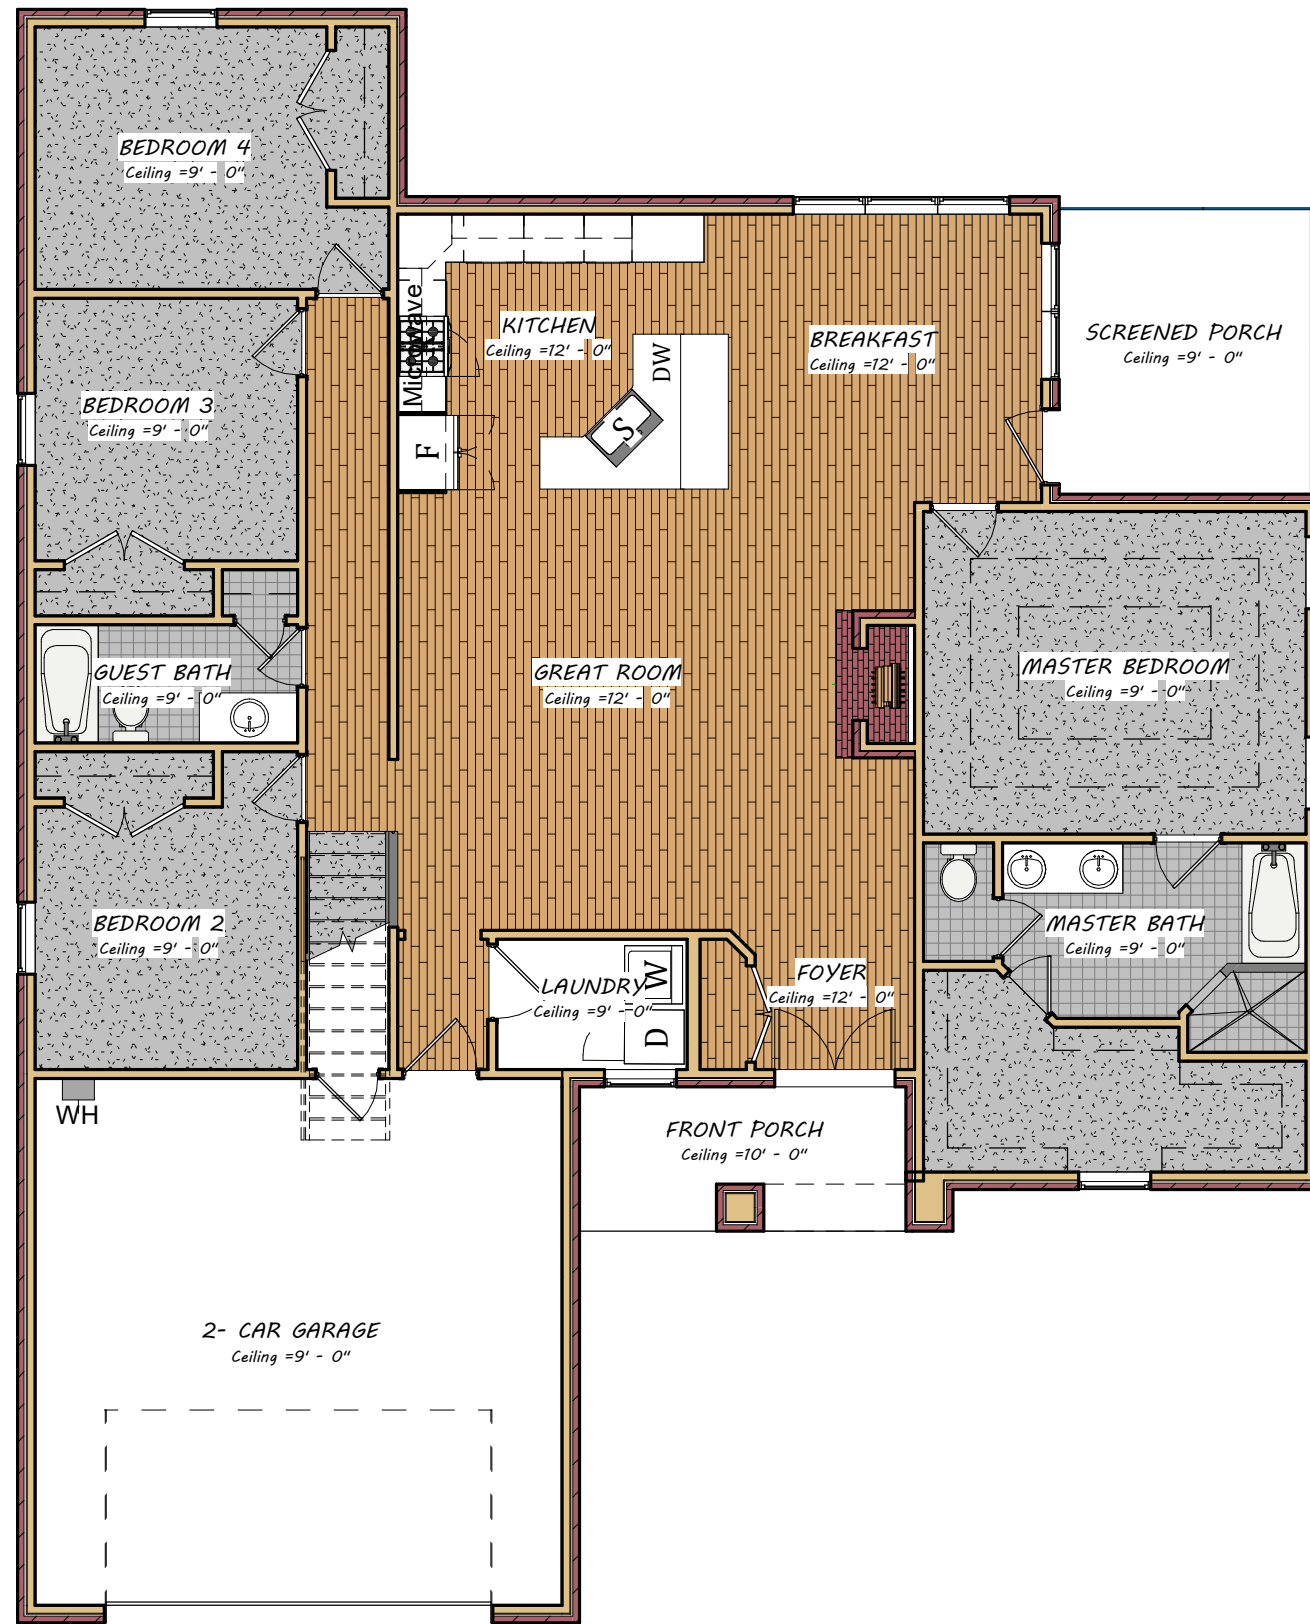 BEDROOM 4
Ceiling =9' - 0"
Microwave
KITCHEN
Ceiling =12' - 0"
DW
BREAKFAST
Ceiling =12' - 0"
SCREENED PORCH
Ceiling =9' - 0"
BEDROOM 3
Ceiling =9' - 0"
F
S
GUEST BATH
Ceiling =9' - 0"
GREAT ROOM
Ceiling =12' - 0"
MASTER BEDROOM
Ceiling =9' - 0"
BEDROOM 2
Ceiling =9' - 0"
MASTER BATH
Ceiling =9' - 0"
W
LAUNDRY
Ceiling =9' - 0"
D
FOYER
Ceiling =12' - 0"
WH
FRONT PORCH
Ceiling =10' - 0"
2- CAR GARAGE
Ceiling =9' - 0"